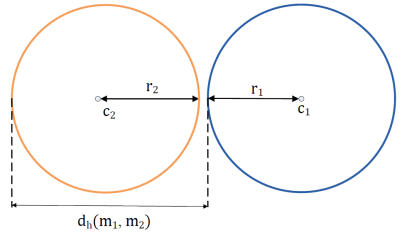 r₂ r₁
c₂ c₁
dₕ(m₁, m₂)